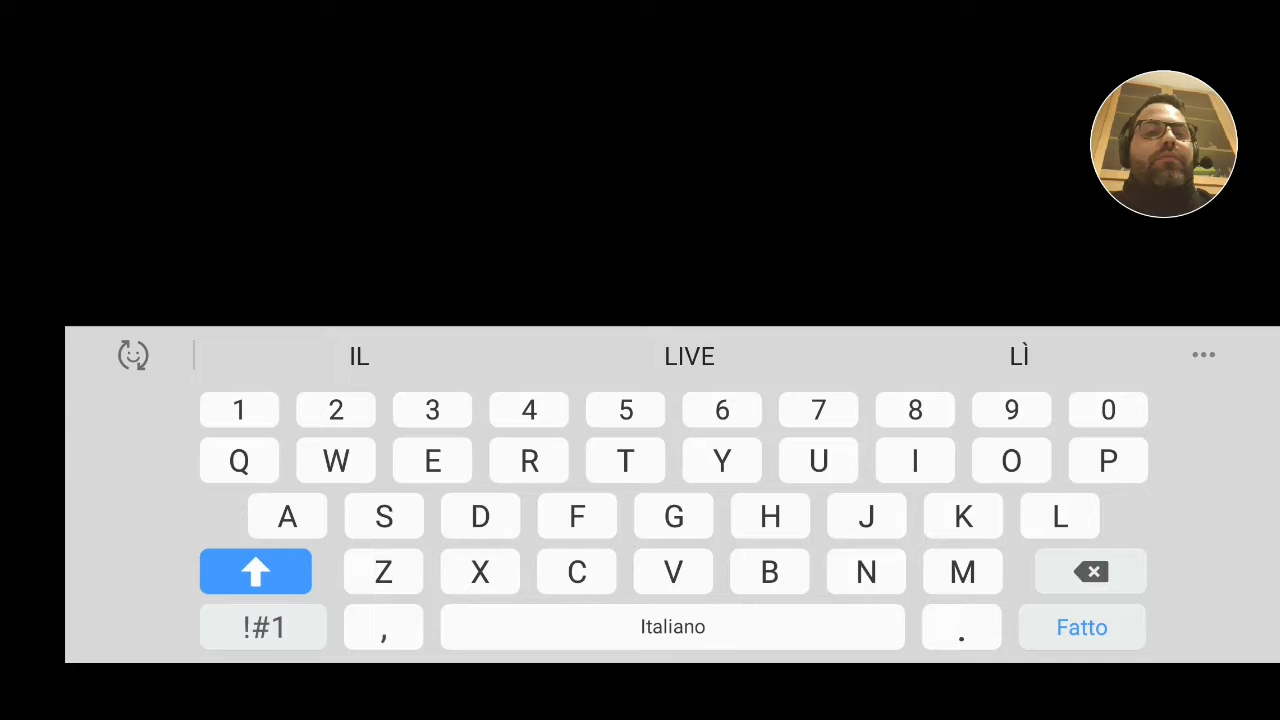 IL LIVE LÌ
1 2 3 4 5 6 7 8 9 0
Q W E R T Y U I O P
A S D F G H J K L
Z X C V B N M
!#1 , Italiano . Fatto